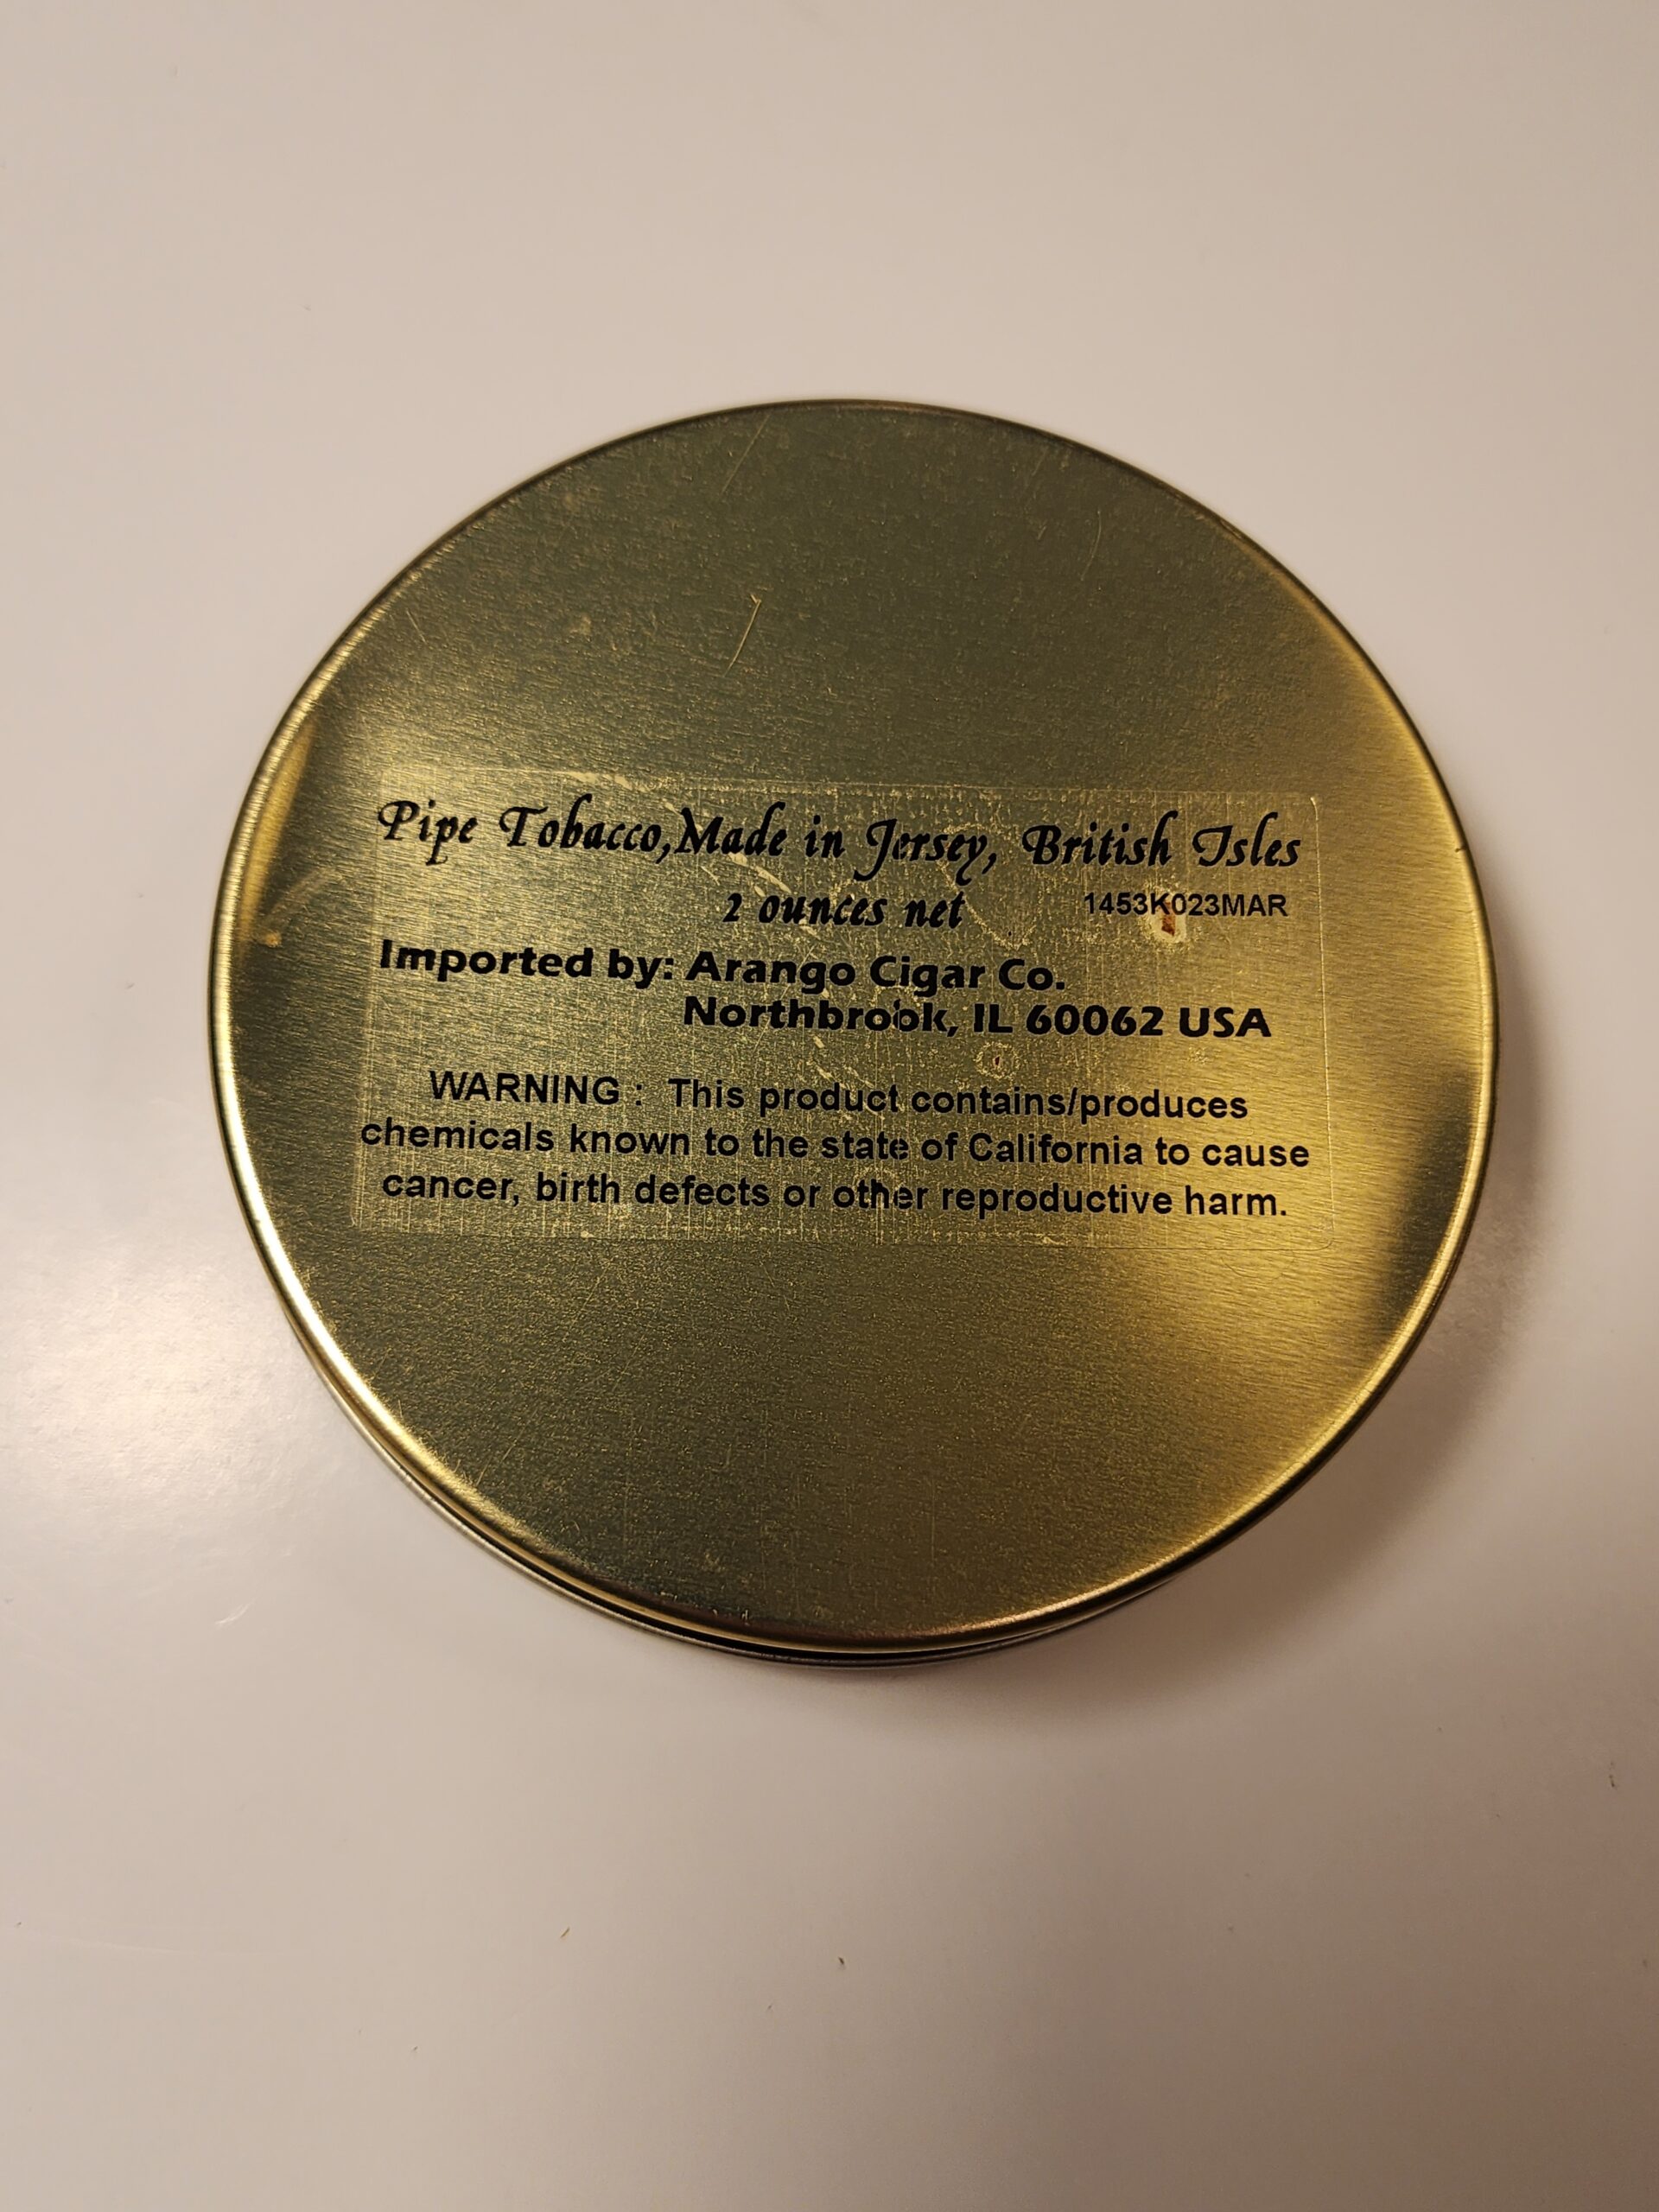 Pipe Tobacco,Made in Jersey, British Isles
2 ounces net 1453K023MAR
Imported by: Arango Cigar Co.
Northbrook, IL 60062 USA
WARNING : This product contains/produces
chemicals known to the state of California to cause
cancer, birth defects or other reproductive harm.